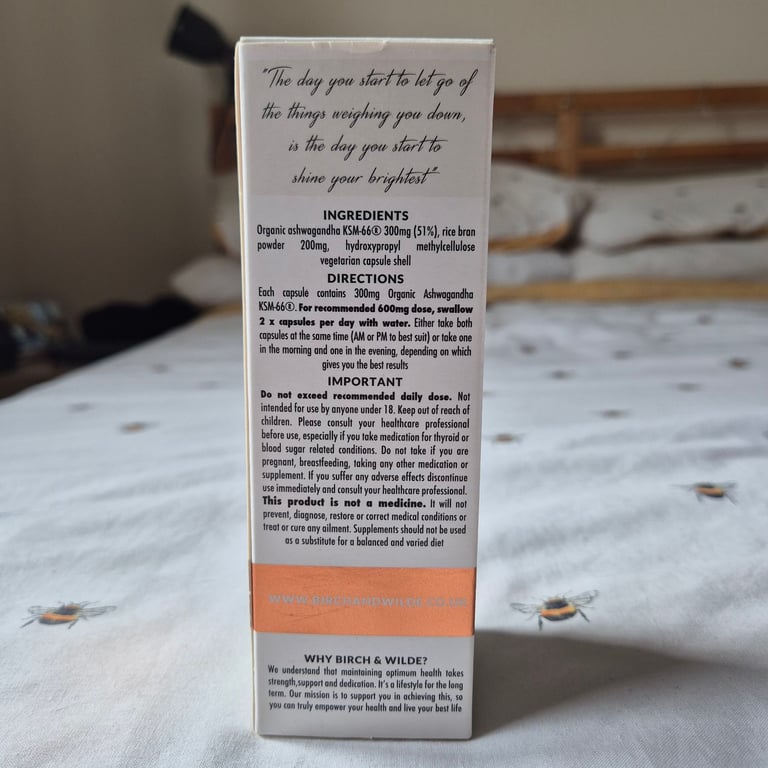 "The day you start to let go of
the things weighing you down,
is the day you start to
shine your brightest"
INGREDIENTS
Organic ashwagandha KSM-66® 300mg (51%), rice bran
powder 200mg, hydroxypropyl methylcellulose
vegetarian capsule shell
DIRECTIONS
Each capsule contains 300mg Organic Ashwagandha
KSM-66®. For recommended 600mg dose, swallow
2 x capsules per day with water. Either take both
capsules at the same time (AM or PM to best suit) or take one
in the morning and one in the evening, depending on which
gives you the best results
IMPORTANT
Do not exceed recommended daily dose. Not
intended for use by anyone under 18. Keep out of reach of
children. Please consult your healthcare professional
before use, especially if you take medication for thyroid or
blood sugar related conditions. Do not take if you are
pregnant, breastfeeding, taking any other medication or
supplement. If you suffer any adverse effects discontinue
use immediately and consult your healthcare professional.
This product is not a medicine. It will not
prevent, diagnose, restore or correct medical conditions or
treat or cure any ailment. Supplements should not be used
as a substitute for a balanced and varied diet
WWW.BIRCHANDWILDE.CO.UK
WHY BIRCH & WILDE?
We understand that maintaining optimum health takes
strength,support and dedication. It's a lifestyle for the long
term. Our mission is to support you in achieving this, so
you can truly empower your health and live your best life